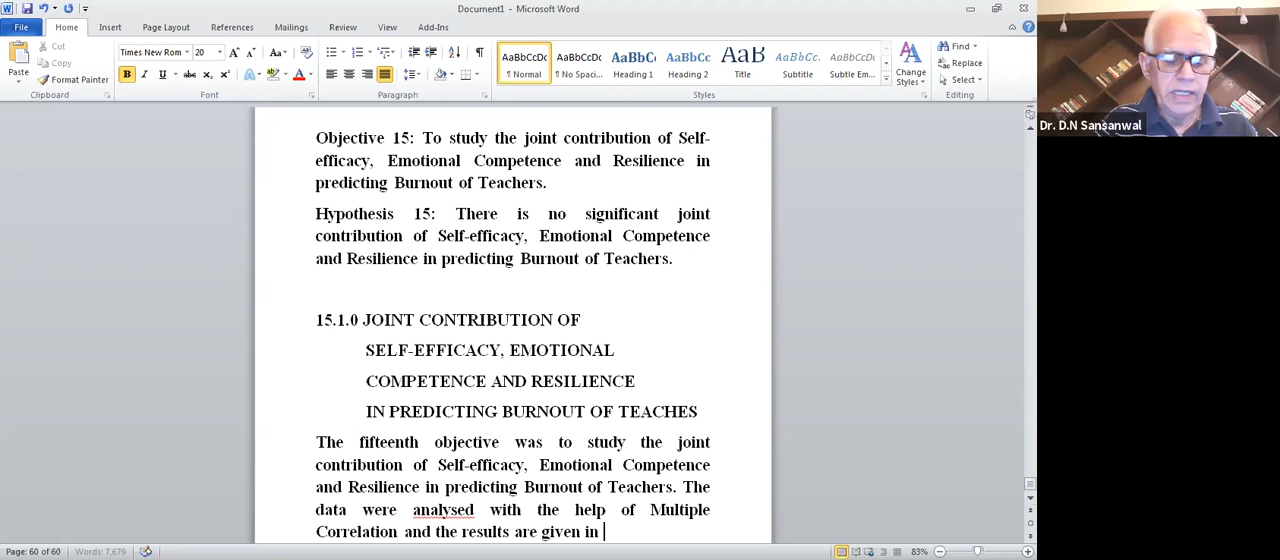 Document1 - Microsoft Word
File Home Insert Page Layout References Mailings Review View Add-Ins
Cut
Copy
Format Painter
Paste
Clipboard
Times New Rom 20
B I U abc x₂ x² A A
Font
Paragraph
AaBbCcDc AaBbCcDc AaBbCc AaBbCc AaB AaBbCc. AaBbCcDc
¶ Normal ¶ No Spaci... Heading 1 Heading 2 Title Subtitle Subtle Em...
Styles
Change
Styles
Find
Replace
Select
Editing
Dr. D.N Sansanwal
Objective 15: To study the joint contribution of Self-
efficacy, Emotional Competence and Resilience in
predicting Burnout of Teachers.
Hypothesis 15: There is no significant joint
contribution of Self-efficacy, Emotional Competence
and Resilience in predicting Burnout of Teachers.
15.1.0 JOINT CONTRIBUTION OF
SELF-EFFICACY, EMOTIONAL
COMPETENCE AND RESILIENCE
IN PREDICTING BURNOUT OF TEACHES
The fifteenth objective was to study the joint
contribution of Self-efficacy, Emotional Competence
and Resilience in predicting Burnout of Teachers. The
data were analysed with the help of Multiple
Correlation and the results are given in
Page: 60 of 60 Words: 7,679 83%